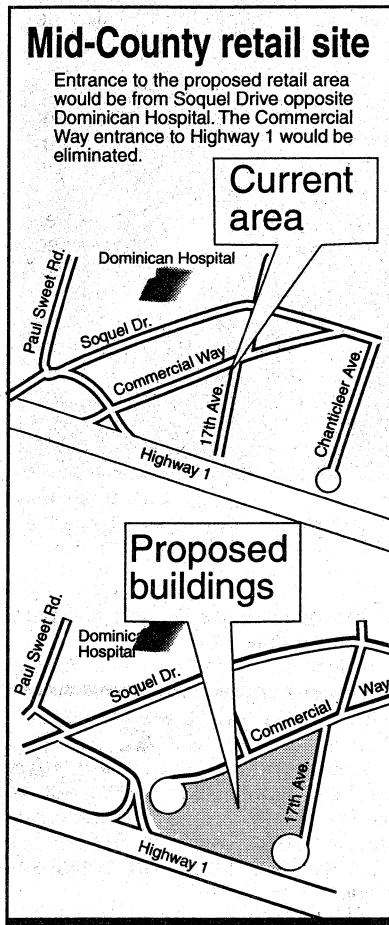 Mid-County retail site
Entrance to the proposed retail area
would be from Soquel Drive opposite
Dominican Hospital. The Commercial
Way entrance to Highway 1 would be
eliminated.
Current
area
Dominican Hospital
Paul Sweet Rd.
Soquel Dr.
Commercial Way
17th Ave.
Chanticleer Ave.
Highway 1
Proposed
buildings
Paul Sweet Rd.
Dominican
Hospital
Soquel Dr.
Commercial Way
17th Ave.
Highway 1